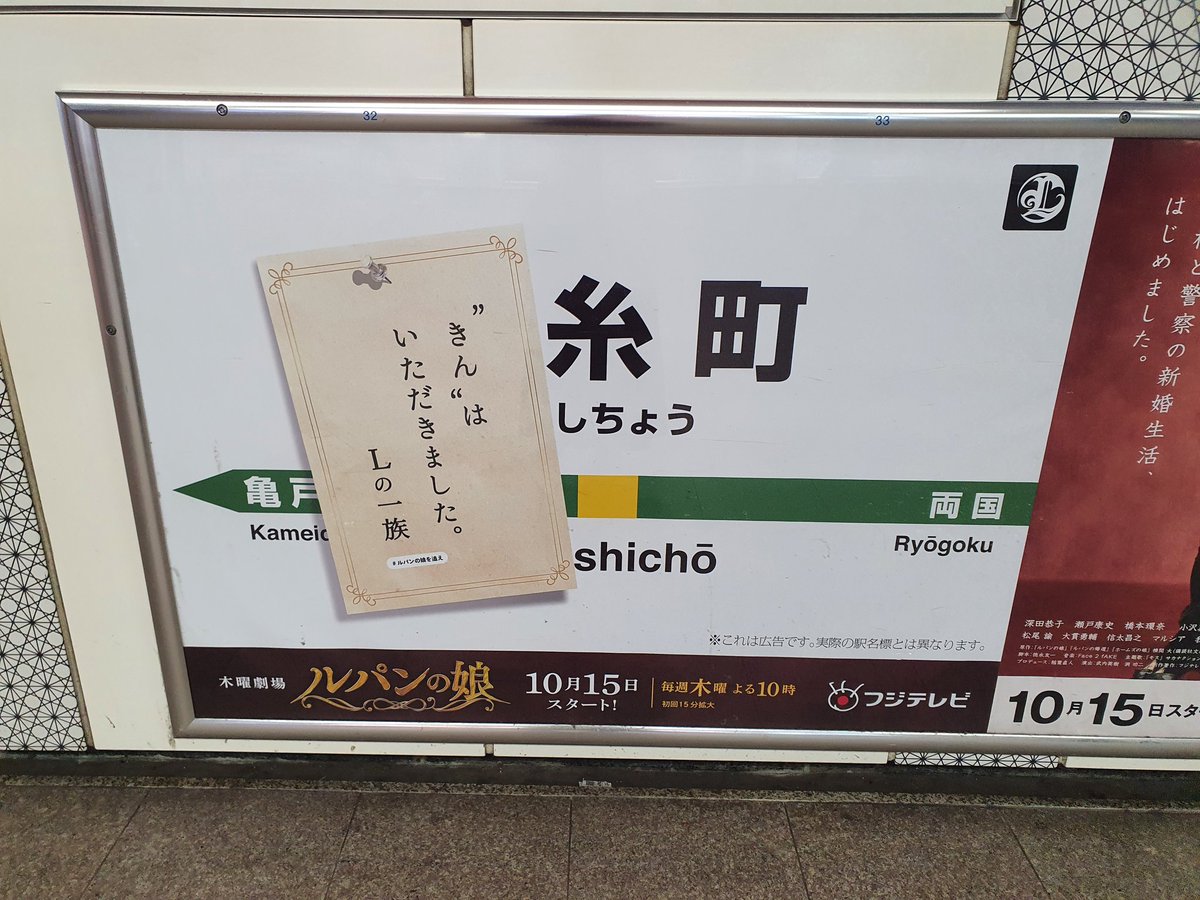 32
33
L
糸町
しちょう
”きん“は
いただきました。
Lの一族
#ルパンの娘を追え
亀戸
両国
Kameid
shichō
Ryōgoku
※これは広告です。実際の駅名標とは異なります。
木曜劇場
ルパンの娘
10月15日
スタート!
毎週木曜よる10時
初回15分拡大
フジテレビ
と警察の新婚生活、
はじめました。
深田恭子 瀬戸康史 橋本環奈 小沢
松尾諭 大貫勇輔 信太昌之 マルシア
10月15日スタ